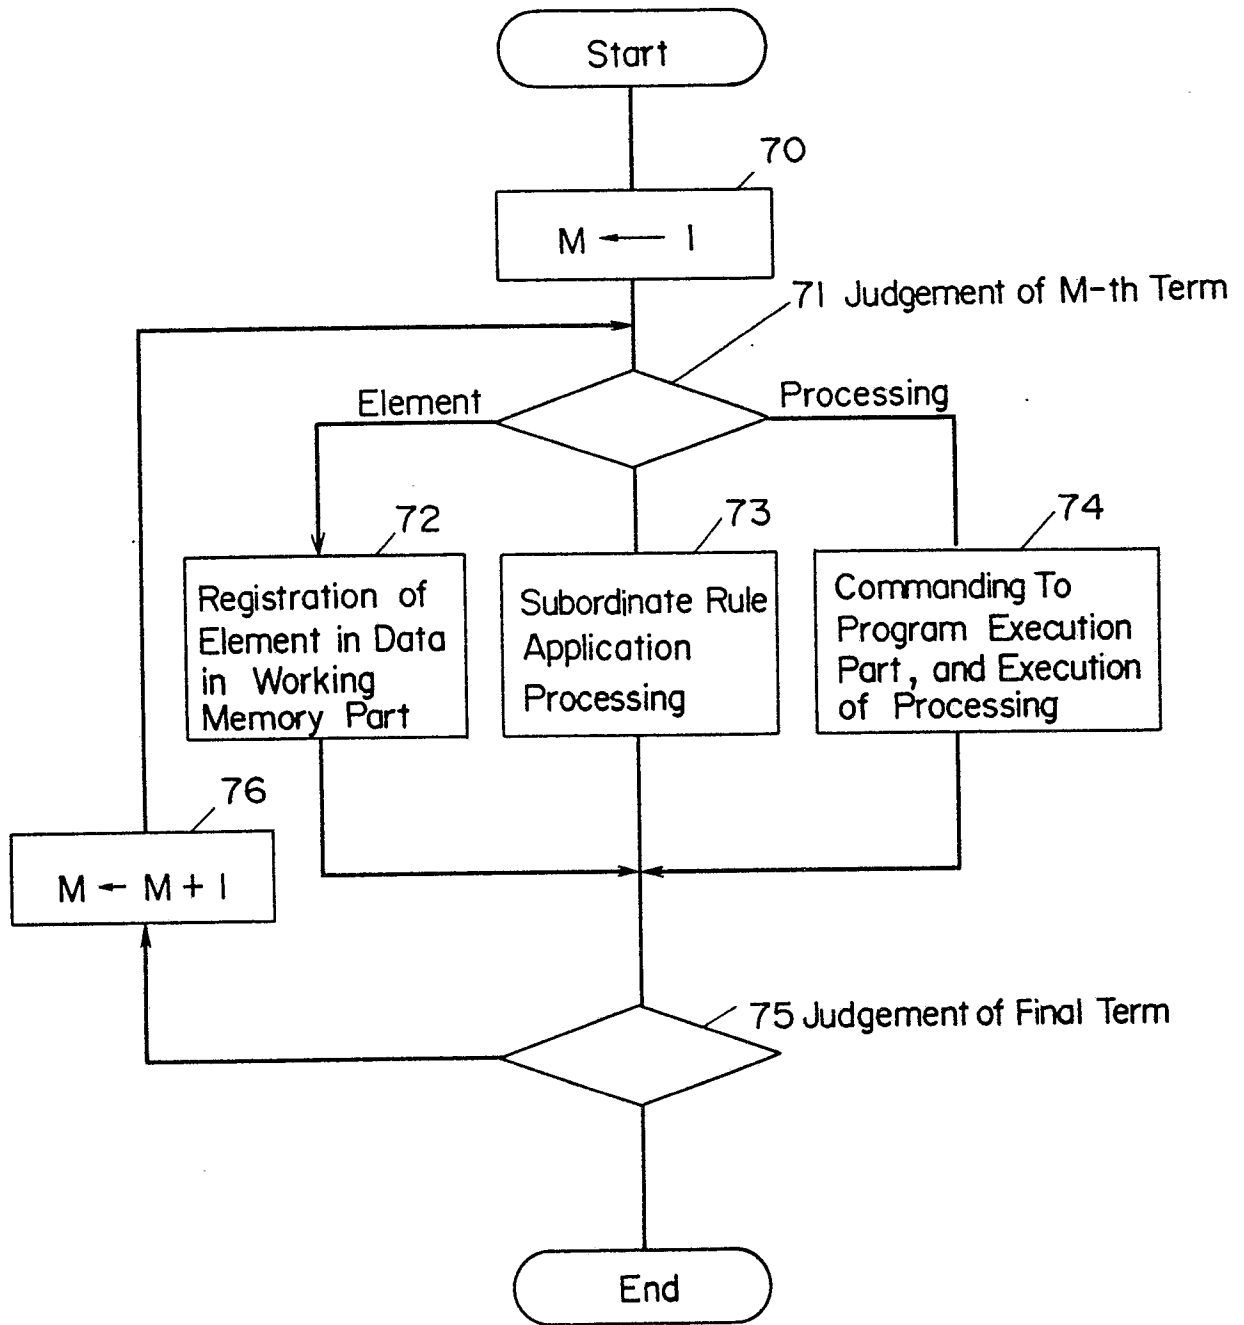 Start
70
M ← 1
71 Judgement of M-th Term
Element
Processing
72
Registration of
Element in Data
in Working
Memory Part
73
Subordinate Rule
Application
Processing
74
Commanding To
Program Execution
Part, and Execution
of Processing
76
M ← M + 1
75 Judgement of Final Term
End